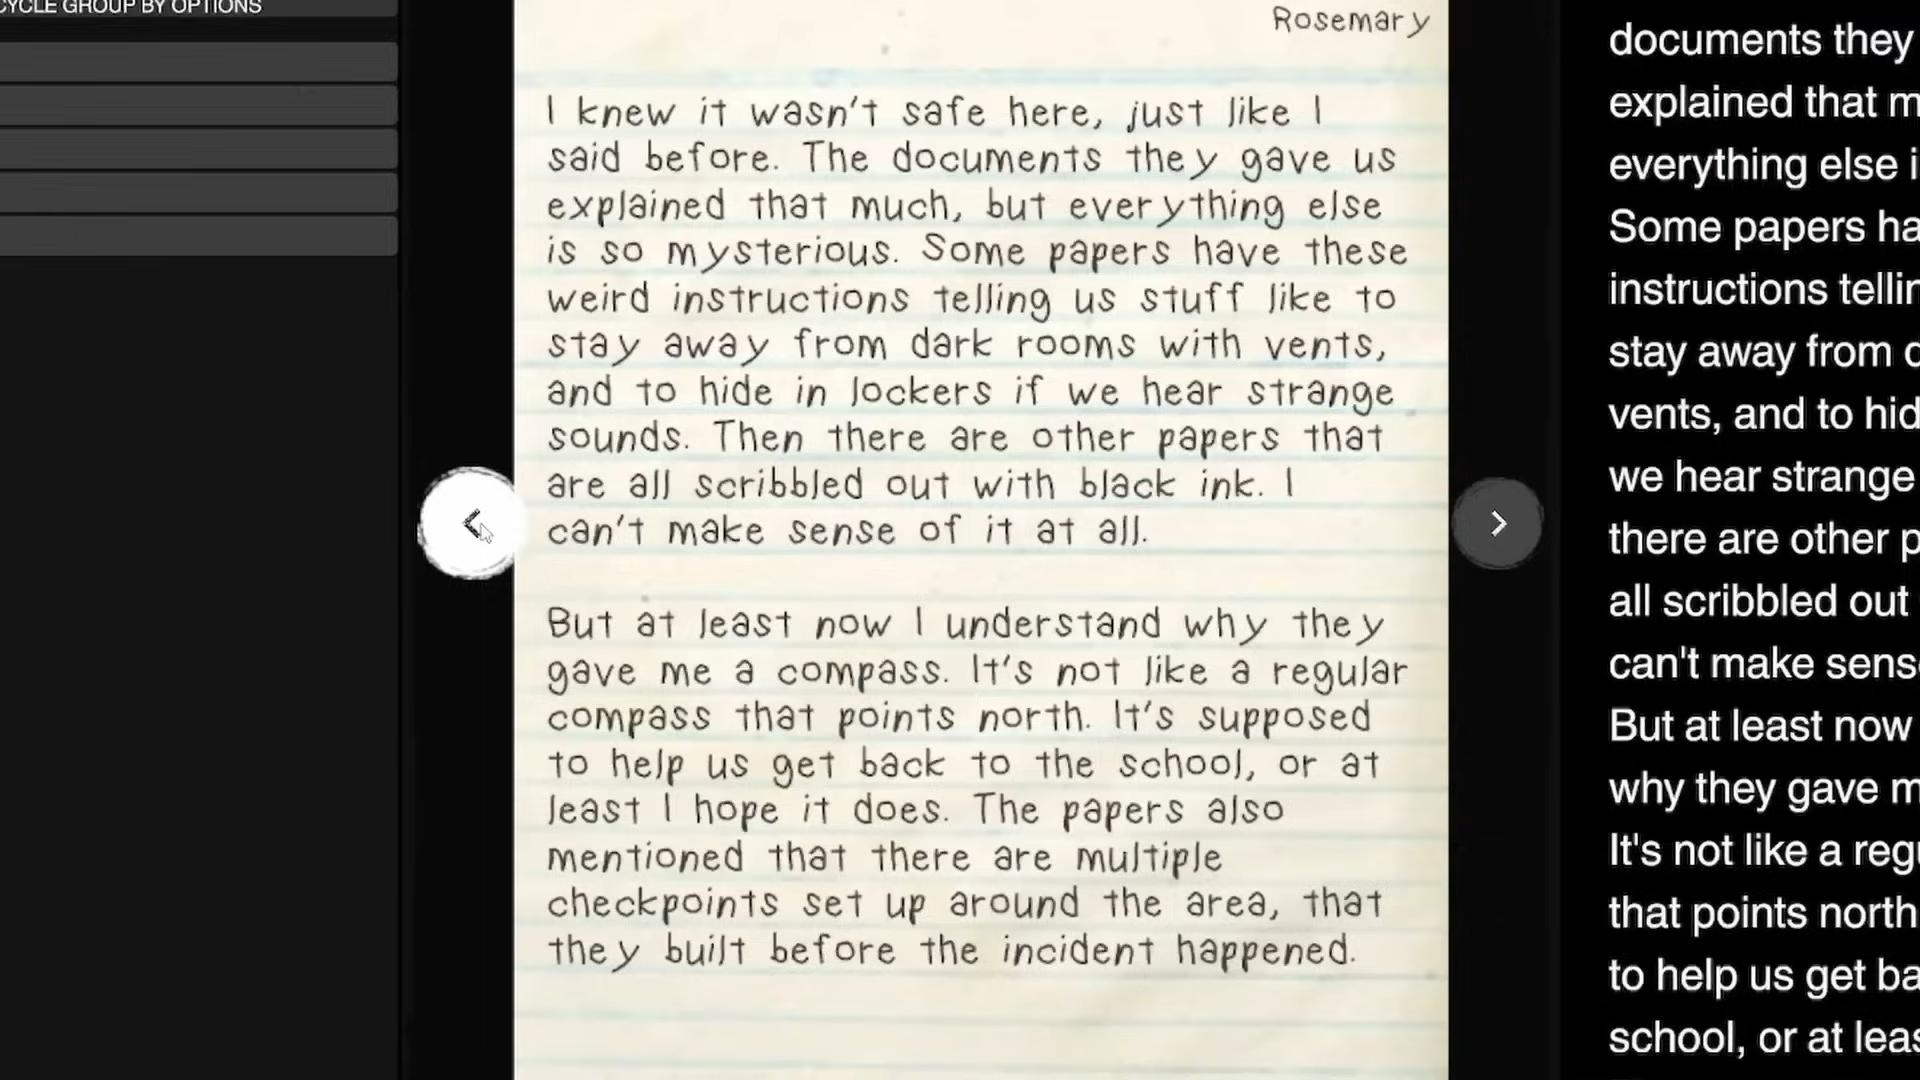 CYCLE GROUP BY OPTIONS
Rosemary
I knew it wasn't safe here, just like I
said before. The documents they gave us
explained that much, but everything else
is so mysterious. Some papers have these
weird instructions telling us stuff like to
stay away from dark rooms with vents,
and to hide in lockers if we hear strange
sounds. Then there are other papers that
are all scribbled out with black ink. I
can't make sense of it at all.
But at least now I understand why they
gave me a compass. It's not like a regular
compass that points north. It's supposed
to help us get back to the school, or at
least I hope it does. The papers also
mentioned that there are multiple
checkpoints set up around the area, that
they built before the incident happened.
documents they
explained that m
everything else i
Some papers ha
instructions tellin
stay away from d
vents, and to hid
we hear strange
there are other p
all scribbled out
can't make sens
But at least now
why they gave m
It's not like a reg
that points north
to help us get ba
school, or at leas